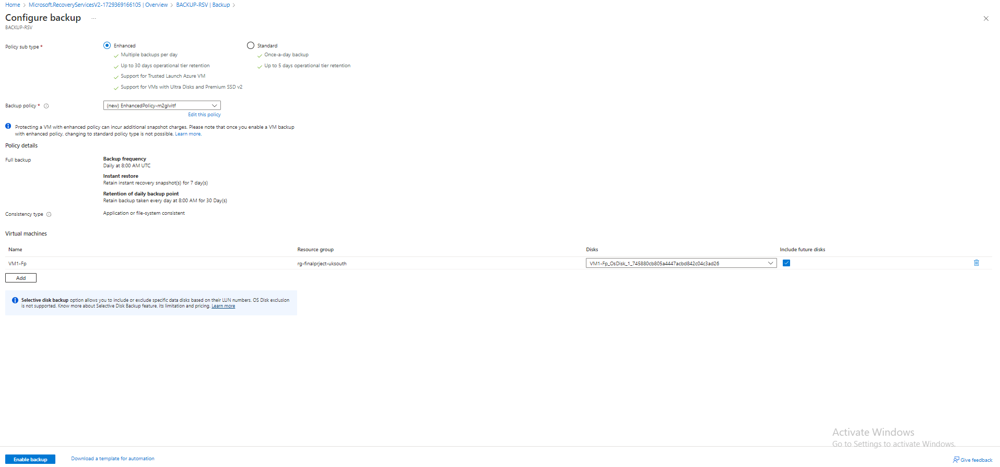 Home > Microsoft.RecoveryServicesV2-1729369166105 | Overview > BACKUP-RSV | Backup >
Configure backup ...
BACKUP-RSV
Policy sub type *
Enhanced
Multiple backups per day
Up to 30 days operational tier retention
Support for Trusted Launch Azure VM
Support for VMs with Ultra Disks and Premium SSD v2
Standard
Once-a-day backup
Up to 5 days operational tier retention
Backup policy *
(new) EnhancedPolicy-m2glvitf
Edit this policy
Protecting a VM with enhanced policy can incur additional snapshot charges. Please note that once you enable a VM backup
with enhanced policy, changing to standard policy type is not possible. Learn more.
Policy details
Full backup
Backup frequency
Daily at 8:00 AM UTC
Instant restore
Retain instant recovery snapshot(s) for 7 day(s)
Retention of daily backup point
Retain backup taken every day at 8:00 AM for 30 Day(s)
Consistency type
Application or file-system consistent
Virtual machines
Name Resource group Disks Include future disks
VM1-Fp rg-finalprject-uksouth VM1-Fp_OsDisk_1_745880cb805a4447acbd842c04c3ad26
Add
Selective disk backup option allows you to include or exclude specific data disks based on their LUN numbers. OS Disk exclusion
is not supported. Know more about Selective Disk Backup feature, its limitation and pricing. Learn more
Activate Windows
Go to Settings to activate Windows.
Enable backup
Download a template for automation
Give feedback